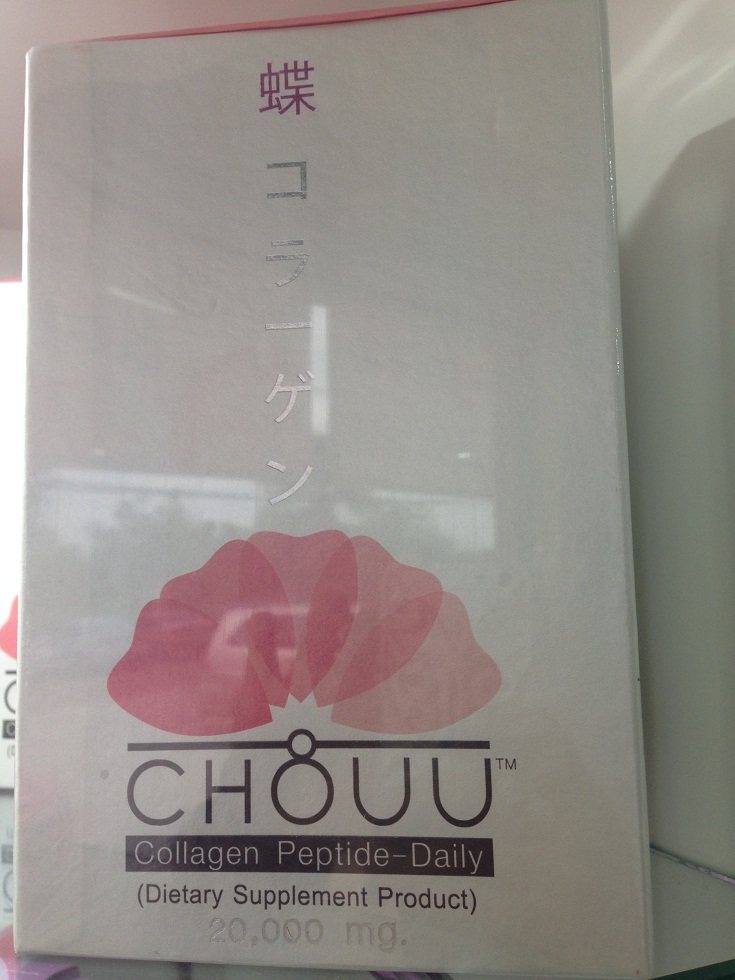 蝶
コラーゲン
CHOUU™
Collagen Peptide-Daily
(Dietary Supplement Product)
20,000 mg.